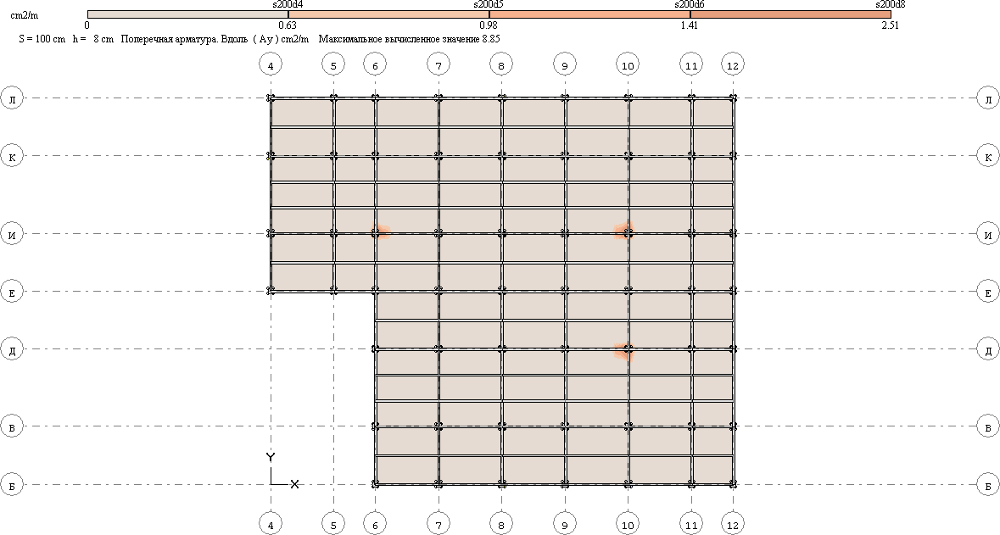 s200d4 s200d5 s200d6 s200d8
cm2/m
0 0.63 0.98 1.41 2.51
S = 100 cm h = 8 cm Поперечная арматура. Вдоль ( Ay ) cm2/m Максимальное вычисленное значение 8.85
4 5 6 7 8 9 10 11 12
Л Л
К К
И И
Е Е
Д Д
В В
Y
Б X Б
4 5 6 7 8 9 10 11 12